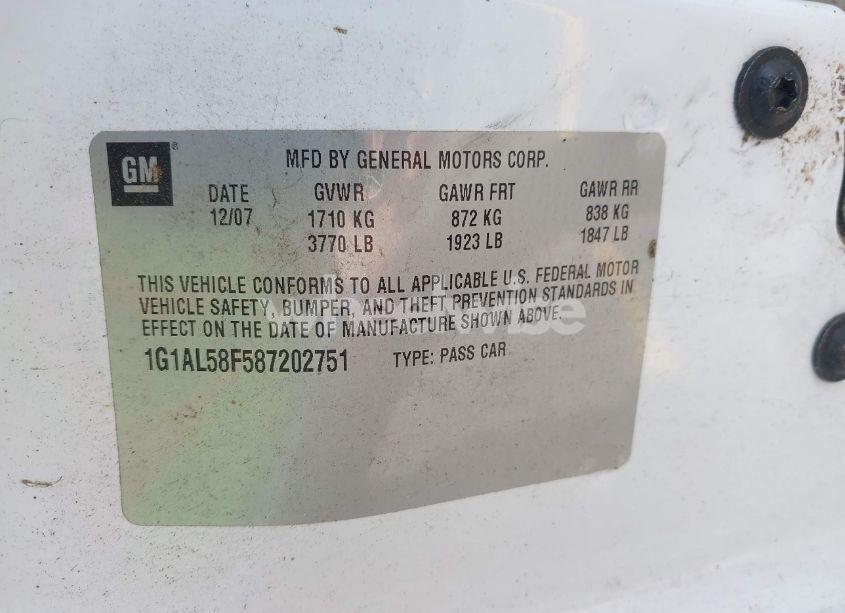 GM ®
MFD BY GENERAL MOTORS CORP.
DATE GVWR GAWR FRT GAWR RR
12/07 1710 KG 872 KG 838 KG
3770 LB 1923 LB 1847 LB
THIS VEHICLE CONFORMS TO ALL APPLICABLE U.S. FEDERAL MOTOR
VEHICLE SAFETY, BUMPER, AND THEFT PREVENTION STANDARDS IN
EFFECT ON THE DATE OF MANUFACTURE SHOWN ABOVE.
1G1AL58F587202751 TYPE: PASS CAR